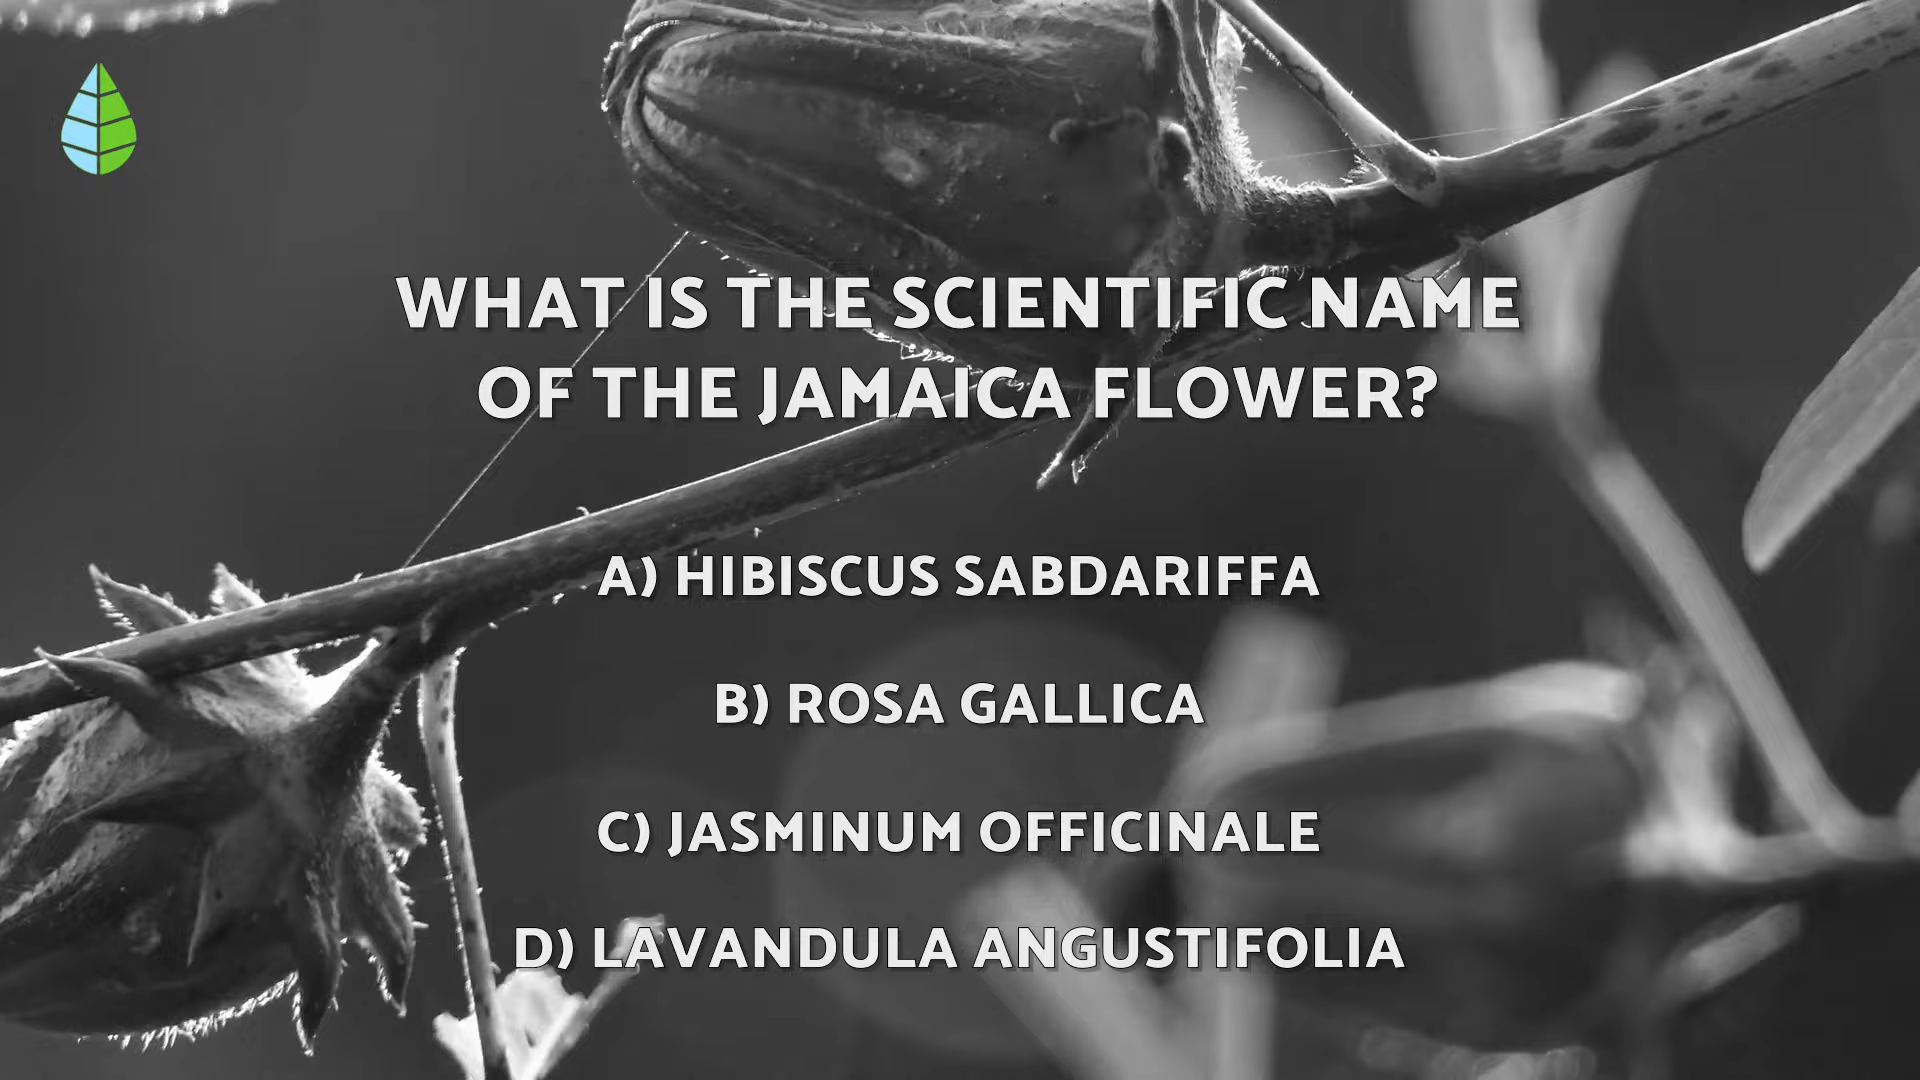 WHAT IS THE SCIENTIFIC NAME
OF THE JAMAICA FLOWER?
A) HIBISCUS SABDARIFFA
B) ROSA GALLICA
C) JASMINUM OFFICINALE
D) LAVANDULA ANGUSTIFOLIA